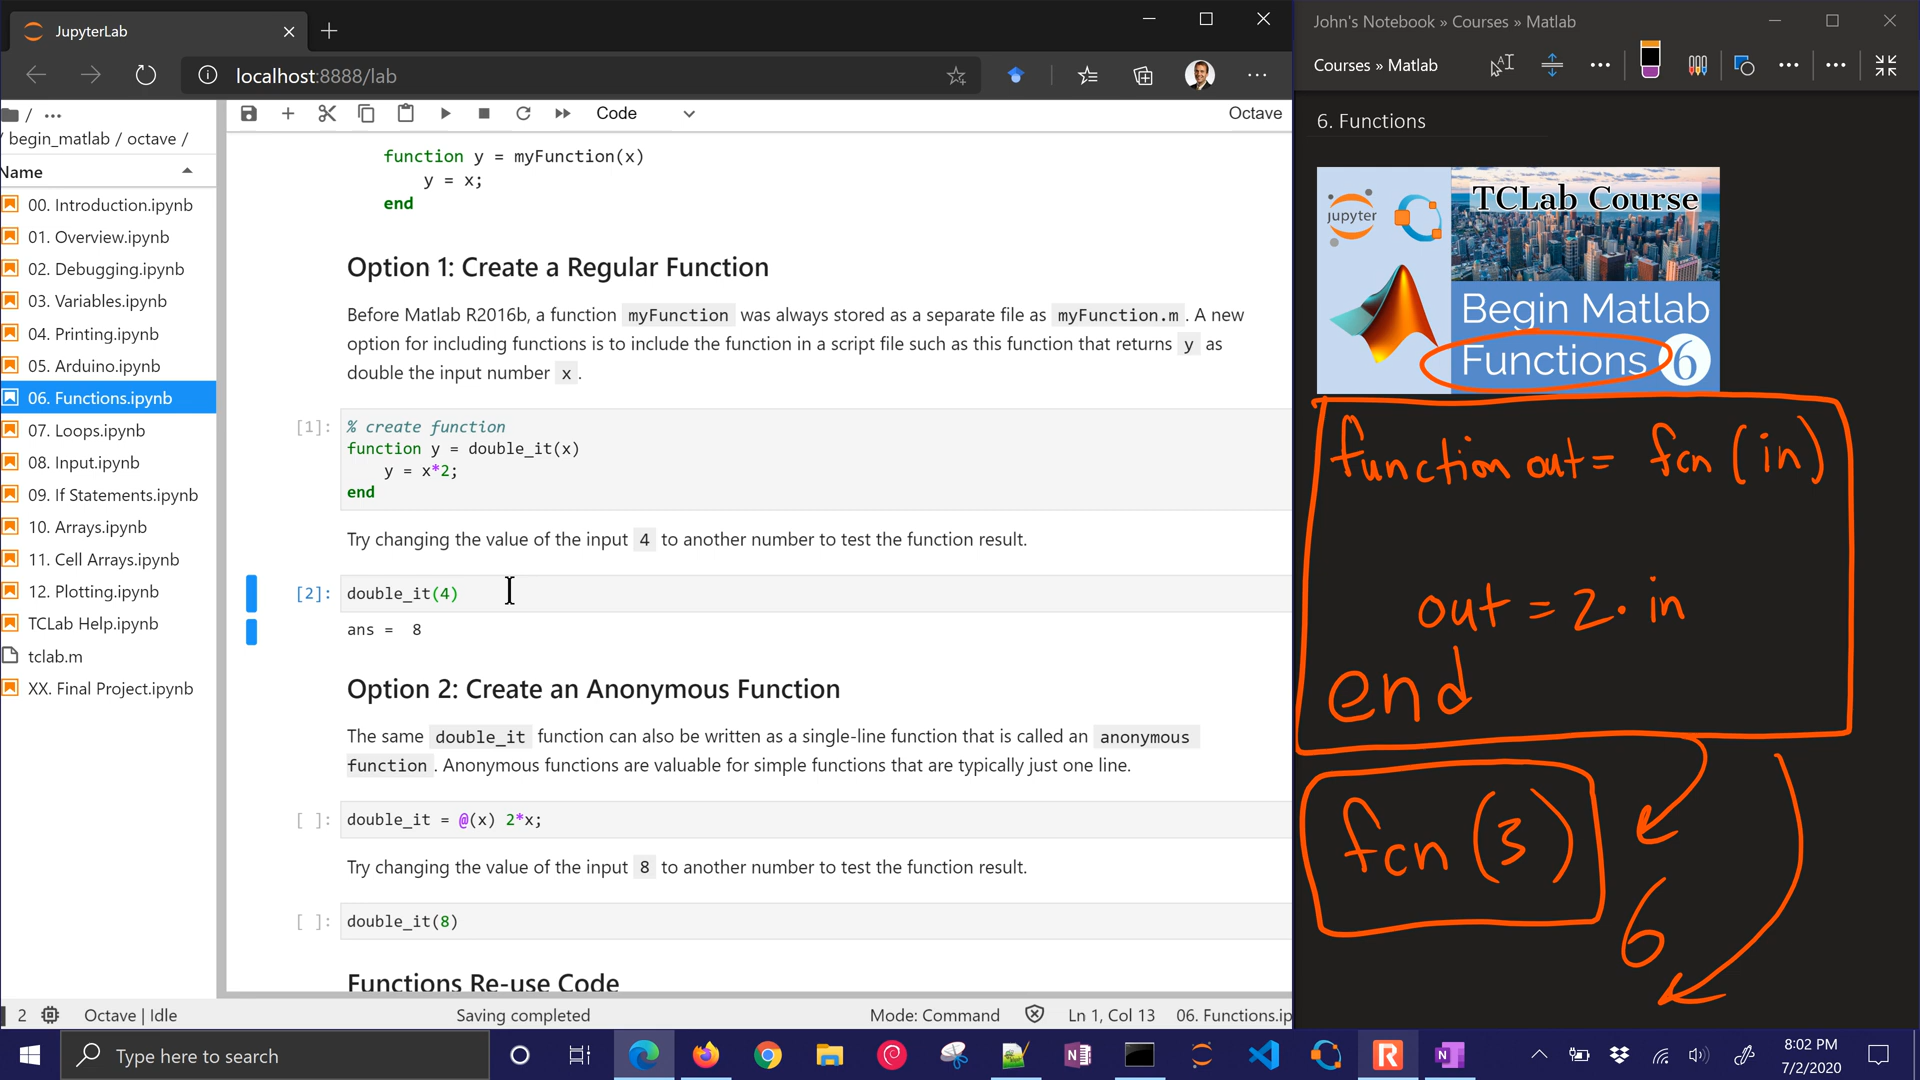 JupyterLab
localhost:8888/lab
/ ...
/ begin_matlab / octave /
Name
00. Introduction.ipynb
01. Overview.ipynb
02. Debugging.ipynb
03. Variables.ipynb
04. Printing.ipynb
05. Arduino.ipynb
06. Functions.ipynb
07. Loops.ipynb
08. Input.ipynb
09. If Statements.ipynb
10. Arrays.ipynb
11. Cell Arrays.ipynb
12. Plotting.ipynb
TCLab Help.ipynb
tclab.m
XX. Final Project.ipynb
Code
Octave
function y = myFunction(x)
y = x;
end
Option 1: Create a Regular Function
Before Matlab R2016b, a function myFunction was always stored as a separate file as myFunction.m. A new
option for including functions is to include the function in a script file such as this function that returns y as
double the input number x.
[1]: % create function
function y = double_it(x)
y = x*2;
end
Try changing the value of the input 4 to another number to test the function result.
[2]: double_it(4)
ans = 8
Option 2: Create an Anonymous Function
The same double_it function can also be written as a single-line function that is called an anonymous
function. Anonymous functions are valuable for simple functions that are typically just one line.
[ ]: double_it = @(x) 2*x;
Try changing the value of the input 8 to another number to test the function result.
[ ]: double_it(8)
Functions Re-use Code
2 Octave | Idle Saving completed Mode: Command Ln 1, Col 13 06. Functions.ip
John's Notebook » Courses » Matlab
Courses » Matlab
6. Functions
jupyter
TCLab Course
Begin Matlab
Functions 6
function out = fcn (in)
out = 2 · in
end
fcn (3)
6
Type here to search
8:02 PM
7/2/2020